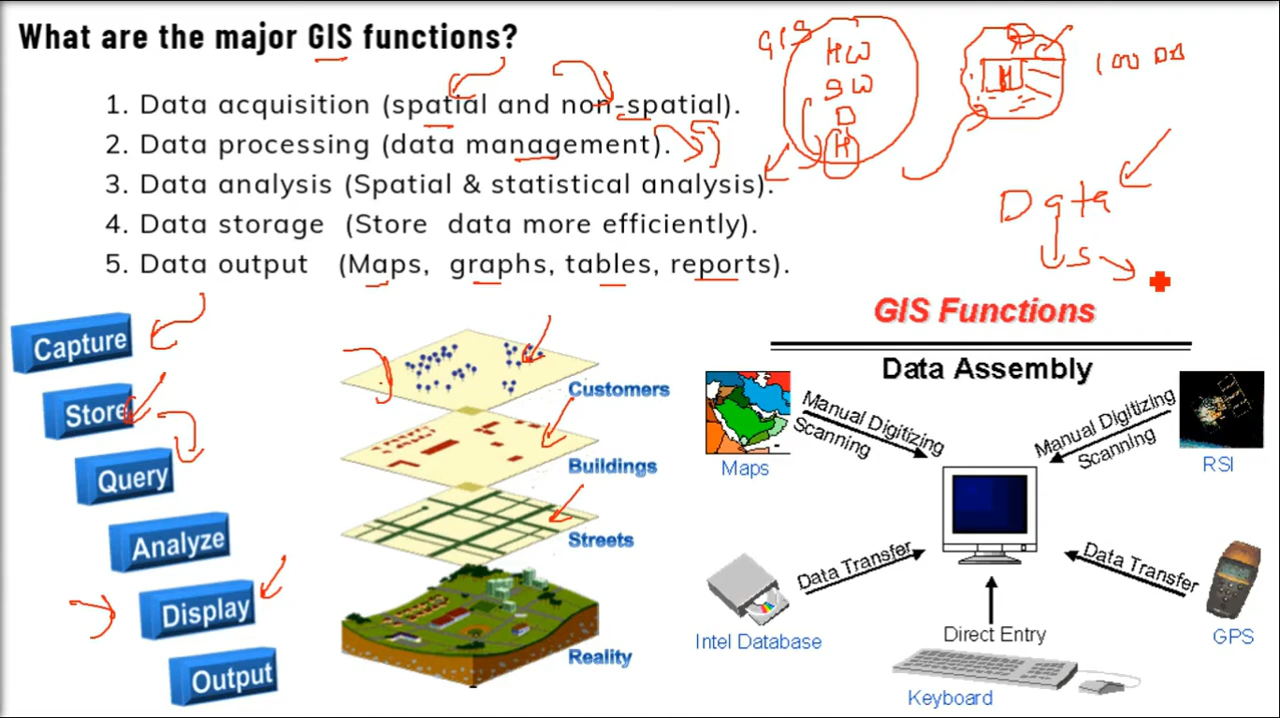 What are the major GIS functions?
1. Data acquisition (spatial and non-spatial).
2. Data processing (data management).
3. Data analysis (Spatial & statistical analysis).
4. Data storage (Store data more efficiently).
5. Data output (Maps, graphs, tables, reports).
GIS
HW
SW
D
H
H
100
Data
S
Capture
Store
Query
Analyze
Display
Output
Customers
Buildings
Streets
Reality
GIS Functions
Data Assembly
Maps
Manual Digitizing
Scanning
Manual Digitizing
Scanning
RSI
Data Transfer
Intel Database
Data Transfer
GPS
Direct Entry
Keyboard